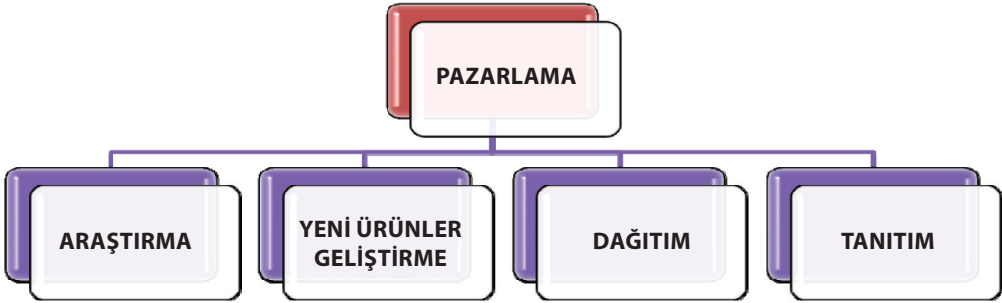 PAZARLAMA
ARAŞTIRMA
YENİ ÜRÜNLER
GELİŞTİRME
DAĞITIM
TANITIM